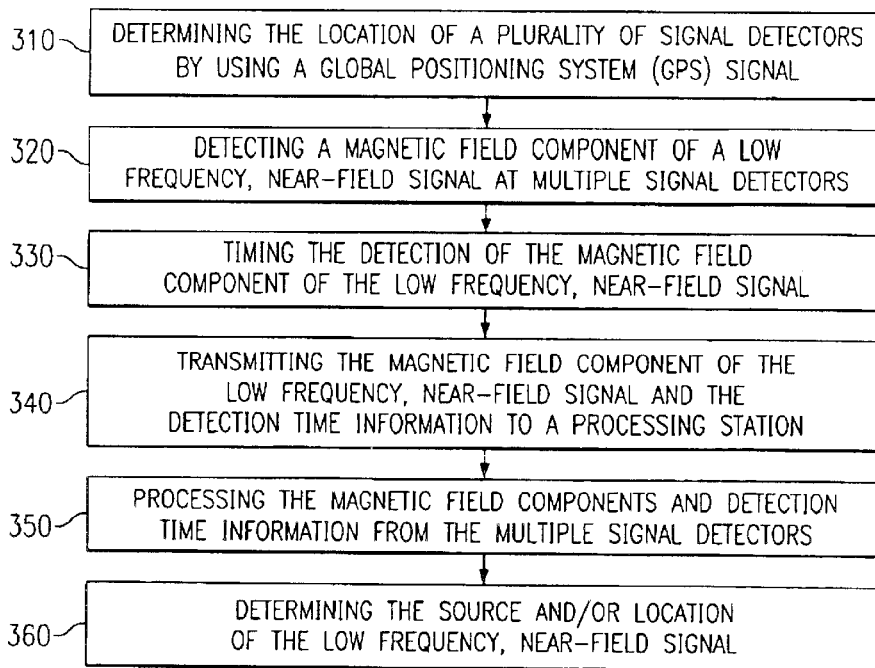 310
DETERMINING THE LOCATION OF A PLURALITY OF SIGNAL DETECTORS
BY USING A GLOBAL POSITIONING SYSTEM (GPS) SIGNAL
320
DETECTING A MAGNETIC FIELD COMPONENT OF A LOW
FREQUENCY, NEAR-FIELD SIGNAL AT MULTIPLE SIGNAL DETECTORS
330
TIMING THE DETECTION OF THE MAGNETIC FIELD
COMPONENT OF THE LOW FREQUENCY, NEAR-FIELD SIGNAL
340
TRANSMITTING THE MAGNETIC FIELD COMPONENT OF THE
LOW FREQUENCY, NEAR-FIELD SIGNAL AND THE
DETECTION TIME INFORMATION TO A PROCESSING STATION
350
PROCESSING THE MAGNETIC FIELD COMPONENTS AND DETECTION
TIME INFORMATION FROM THE MULTIPLE SIGNAL DETECTORS
360
DETERMINING THE SOURCE AND/OR LOCATION
OF THE LOW FREQUENCY, NEAR-FIELD SIGNAL